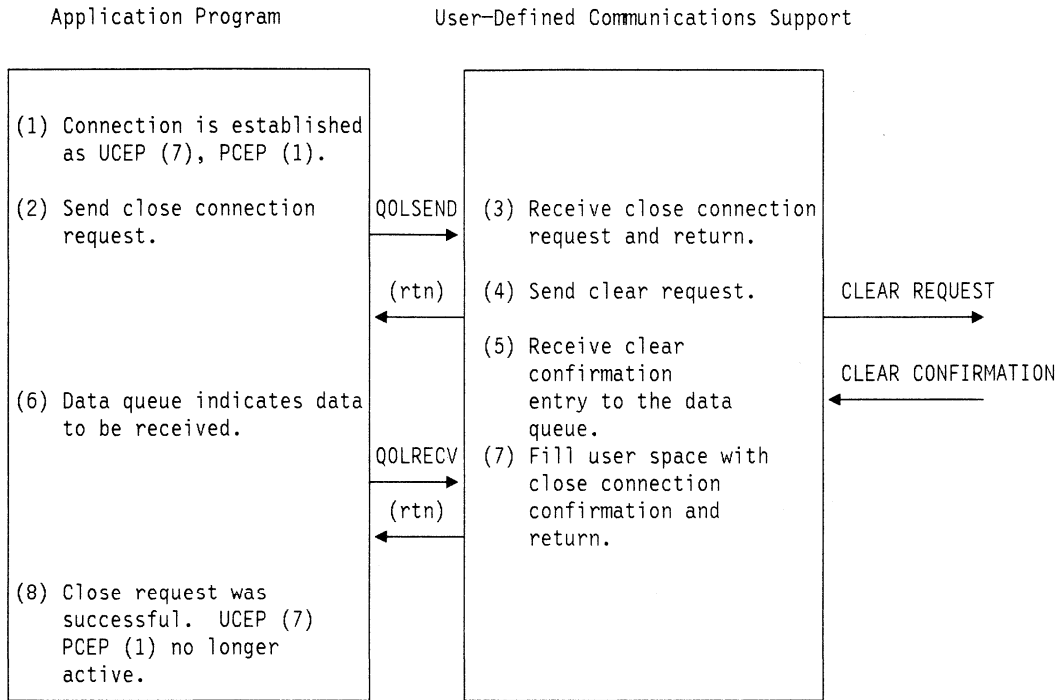 Application Program
User-Defined Communications Support
(1) Connection is established
as UCEP (7), PCEP (1).
(2) Send close connection
request.
QOLSEND
(3) Receive close connection
request and return.
(rtn)
(4) Send clear request.
CLEAR REQUEST
(5) Receive clear
confirmation
entry to the data
queue.
CLEAR CONFIRMATION
(6) Data queue indicates data
to be received.
QOLRECV
(7) Fill user space with
close connection
confirmation and
return.
(rtn)
(8) Close request was
successful. UCEP (7)
PCEP (1) no longer
active.